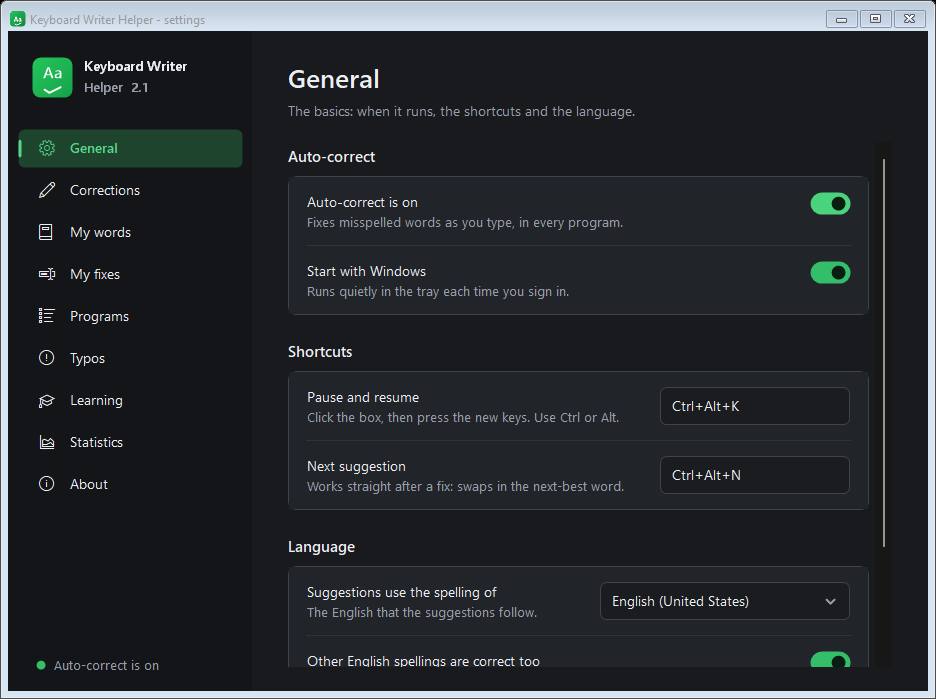 Keyboard Writer Helper - settings
Aa
Keyboard Writer
Helper 2.1
General
Corrections
My words
My fixes
Programs
Typos
Learning
Statistics
About
Auto-correct is on
General
The basics: when it runs, the shortcuts and the language.
Auto-correct
Auto-correct is on
Fixes misspelled words as you type, in every program.
Start with Windows
Runs quietly in the tray each time you sign in.
Shortcuts
Pause and resume
Click the box, then press the new keys. Use Ctrl or Alt.
Ctrl+Alt+K
Next suggestion
Works straight after a fix: swaps in the next-best word.
Ctrl+Alt+N
Language
Suggestions use the spelling of
The English that the suggestions follow.
English (United States)
Other English spellings are correct too